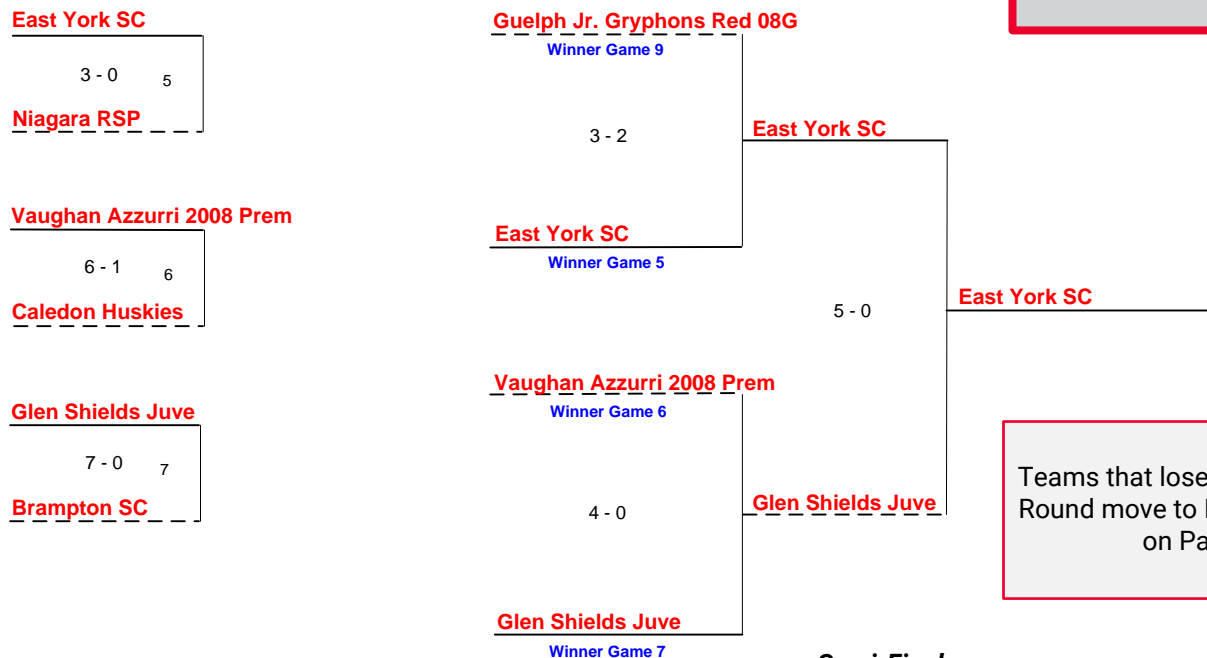 East York SC
3 - 0 5
Niagara RSP
Vaughan Azzurri 2008 Prem
6 - 1 6
Caledon Huskies
Glen Shields Juve
7 - 0 7
Brampton SC
Guelph Jr. Gryphons Red 08G
Winner Game 9
3 - 2
East York SC
Winner Game 5
Vaughan Azzurri 2008 Prem
Winner Game 6
4 - 0
Glen Shields Juve
Winner Game 7
East York SC
5 - 0
Glen Shields Juve
East York SC
Teams that lose
Round move to
on Pa